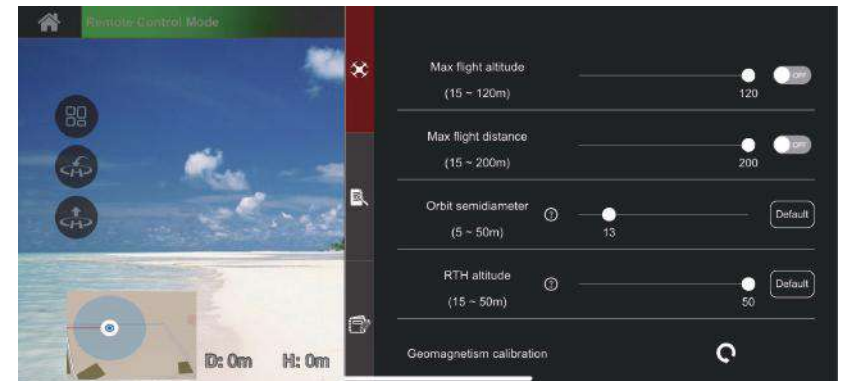 Remote Control Mode
Max flight altitude
(15 ~ 120m)
120
OFF
Max flight distance
(15 ~ 200m)
200
OFF
Orbit semidiameter
(5 ~ 50m)
?
13
Default
RTH altitude
(15 ~ 50m)
?
50
Default
Geomagnetism calibration
H
H
D: 0m H: 0m